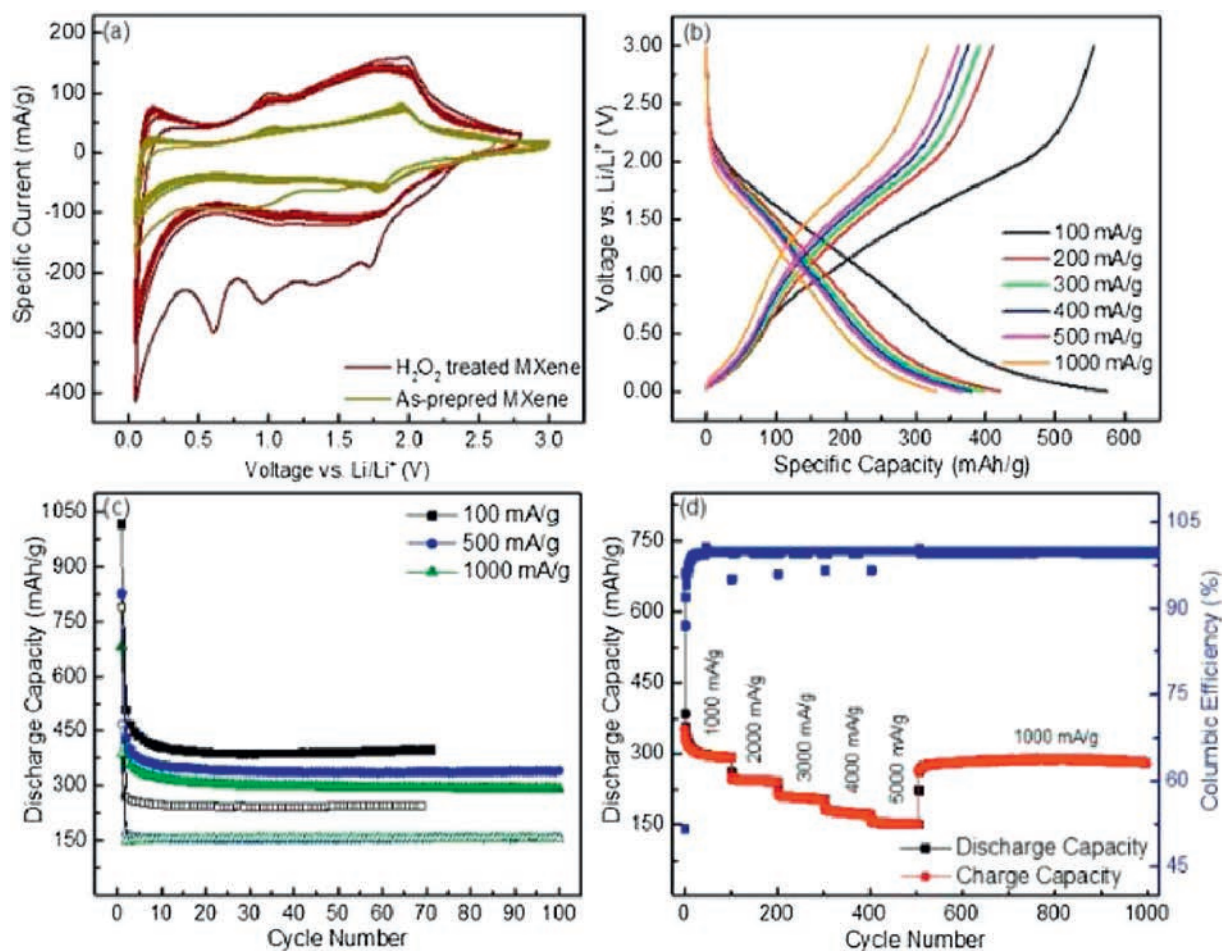 (a)
200
100
0
-100
-200
-300
-400
Specific Current (mA/g)
H₂O₂ treated MXene
As-prepred MXene
0.0 0.5 1.0 1.5 2.0 2.5 3.0
Voltage vs. Li/Li⁺ (V)
(b)
3.00
2.50
2.00
1.50
1.00
0.50
0.00
Voltage vs. Li/Li⁺ (V)
100 mA/g
200 mA/g
300 mA/g
400 mA/g
500 mA/g
1000 mA/g
0 100 200 300 400 500 600
Specific Capacity (mAh/g)
(c)
1050
900
750
600
450
300
150
Discharge Capacity (mAh/g)
100 mA/g
500 mA/g
1000 mA/g
0 10 20 30 40 50 60 70 80 90 100
Cycle Number
(d)
750
600
450
300
150
Discharge Capacity (mAh/g)
1000 mA/g
2000 mA/g
3000 mA/g
4000 mA/g
5000 mA/g
1000 mA/g
Discharge Capacity
Charge Capacity
105
90
75
60
45
Columbic Efficiency (%)
0 200 400 600 800 1000
Cycle Number